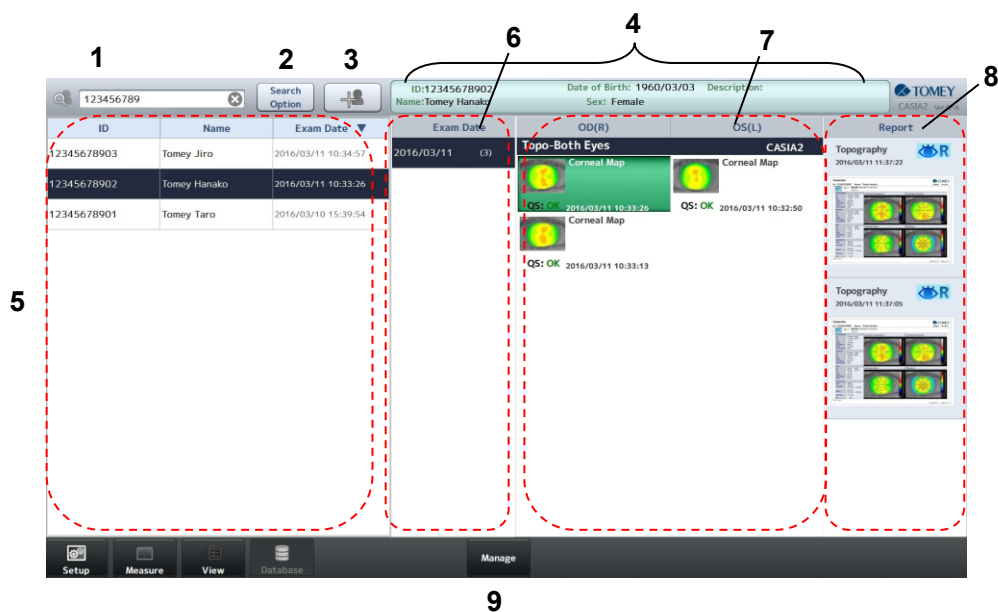 1 2 3 4 6 7 8
123456789
Search
Option
ID:12345678902 Date of Birth: 1960/03/03 Description:
Name:Tomey Hanako Sex: Female
TOMEY
CASIA2
ID Name Exam Date ▼ Exam Date OD(R) OS(L) Report
12345678903 Tomey Jiro 2016/03/11 10:34:57
12345678902 Tomey Hanako 2016/03/11 10:33:26
12345678901 Tomey Taro 2016/03/10 15:39:54
2016/03/11 (3)
Topo-Both Eyes CASIA2
Corneal Map
QS: OK 2016/03/11 10:33:26
Corneal Map
QS: OK 2016/03/11 10:32:50
Corneal Map
QS: OK 2016/03/11 10:33:13
Topography R
2016/03/11 11:37:22
Topography R
2016/03/11 11:37:05
5
Setup Measure View Database Manage
9